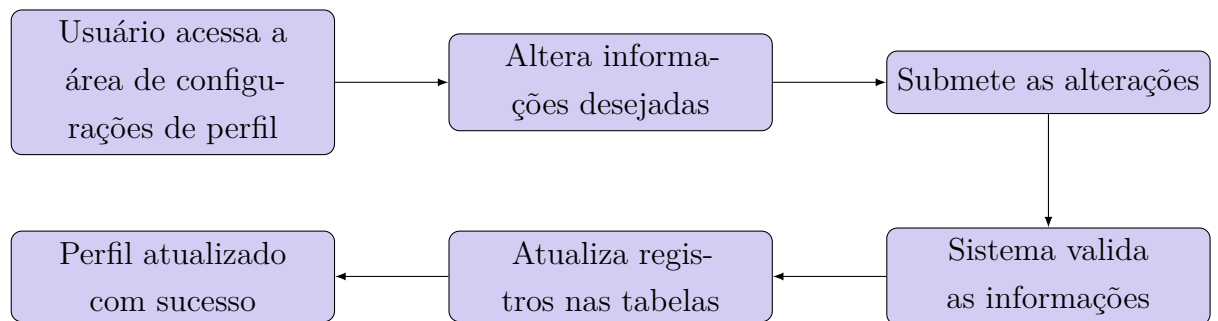 Usuário acessa a
área de configu-
rações de perfil
Altera informa-
ções desejadas
Submete as alterações
Sistema valida
as informações
Atualiza regis-
tros nas tabelas
Perfil atualizado
com sucesso